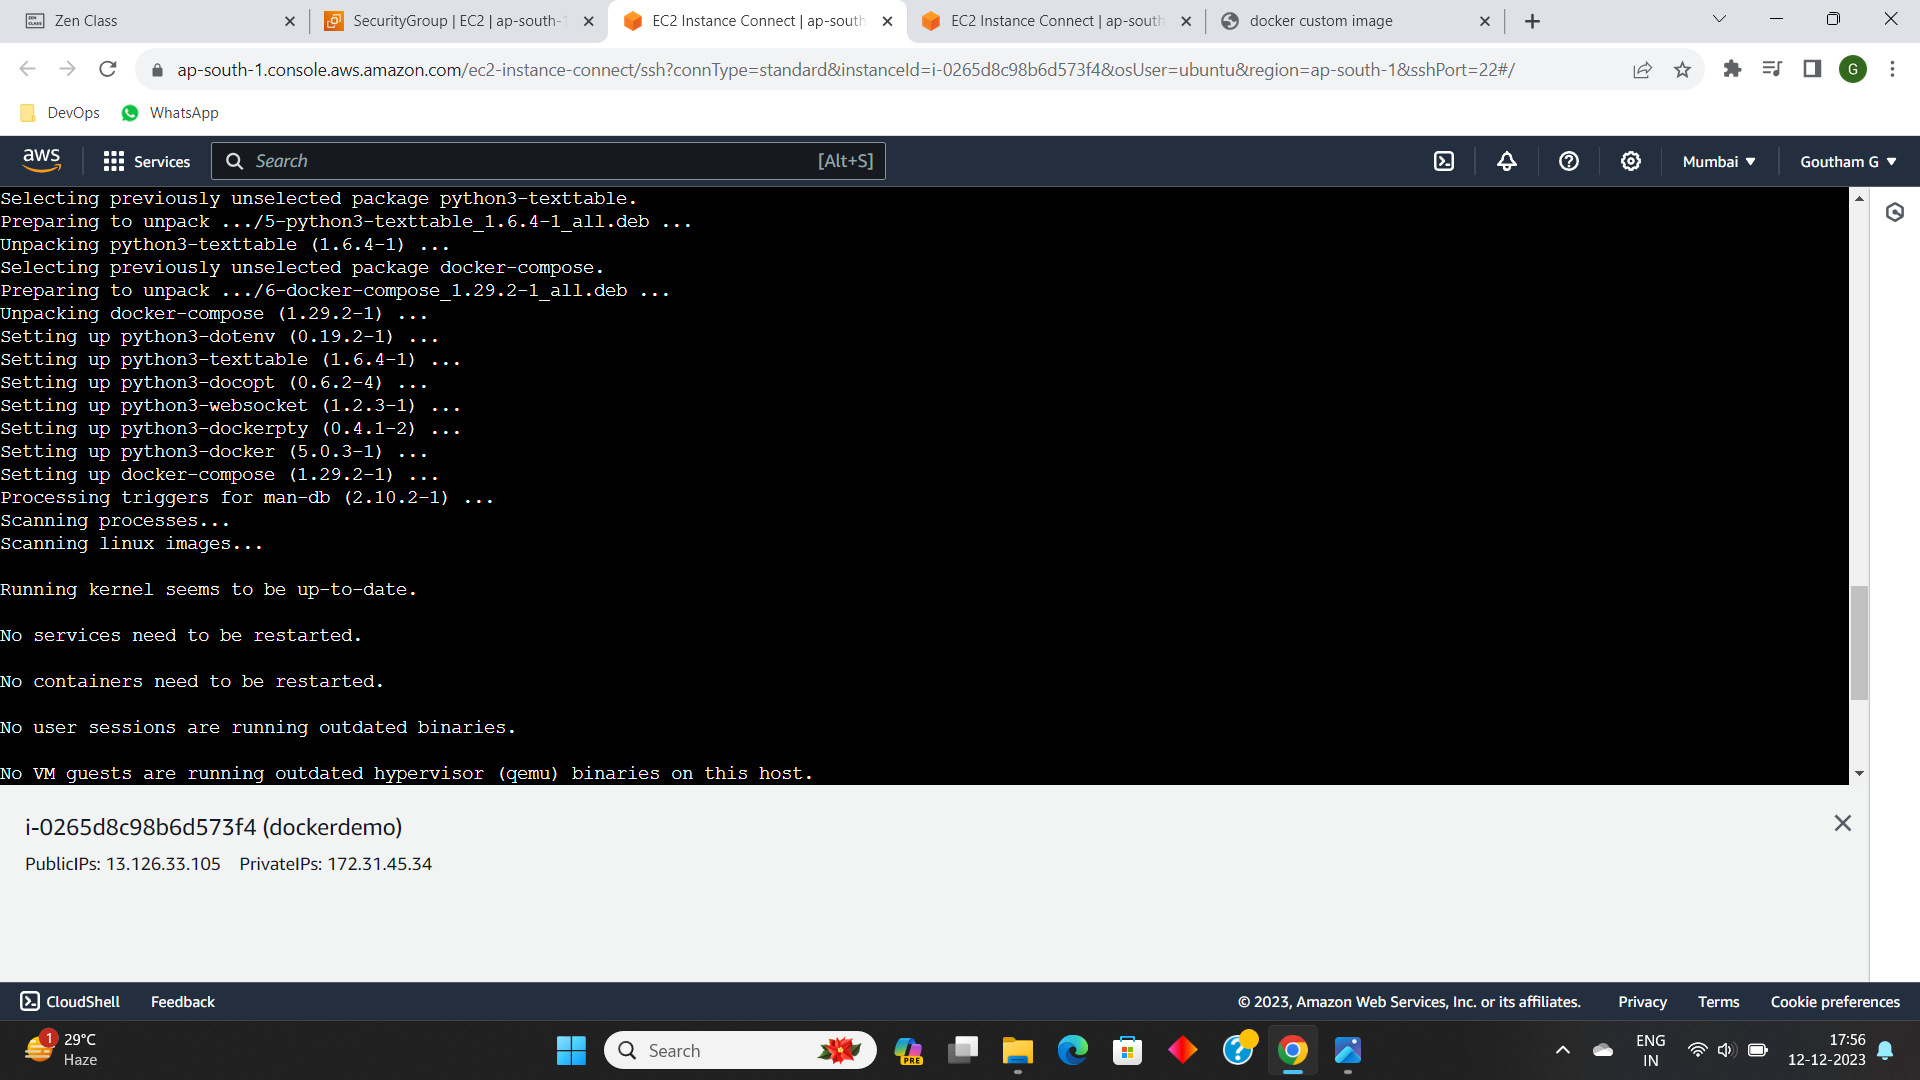 Zen Class
SecurityGroup | EC2 | ap-south-1
EC2 Instance Connect | ap-south
EC2 Instance Connect | ap-south
docker custom image
ap-south-1.console.aws.amazon.com/ec2-instance-connect/ssh?connType=standard&instanceId=i-0265d8c98b6d573f4&osUser=ubuntu&region=ap-south-1&sshPort=22#/
G
DevOps
WhatsApp
aws
Services
Search
[Alt+S]
Mumbai
Goutham G
Selecting previously unselected package python3-texttable.
Preparing to unpack .../5-python3-texttable_1.6.4-1_all.deb ...
Unpacking python3-texttable (1.6.4-1) ...
Selecting previously unselected package docker-compose.
Preparing to unpack .../6-docker-compose_1.29.2-1_all.deb ...
Unpacking docker-compose (1.29.2-1) ...
Setting up python3-dotenv (0.19.2-1) ...
Setting up python3-texttable (1.6.4-1) ...
Setting up python3-docopt (0.6.2-4) ...
Setting up python3-websocket (1.2.3-1) ...
Setting up python3-dockerpty (0.4.1-2) ...
Setting up python3-docker (5.0.3-1) ...
Setting up docker-compose (1.29.2-1) ...
Processing triggers for man-db (2.10.2-1) ...
Scanning processes...
Scanning linux images...
Running kernel seems to be up-to-date.
No services need to be restarted.
No containers need to be restarted.
No user sessions are running outdated binaries.
No VM guests are running outdated hypervisor (qemu) binaries on this host.
i-0265d8c98b6d573f4 (dockerdemo)
PublicIPs: 13.126.33.105 PrivateIPs: 172.31.45.34
CloudShell
Feedback
© 2023, Amazon Web Services, Inc. or its affiliates.
Privacy
Terms
Cookie preferences
1
29°C
Haze
Search
PRE
ENG
IN
17:56
12-12-2023